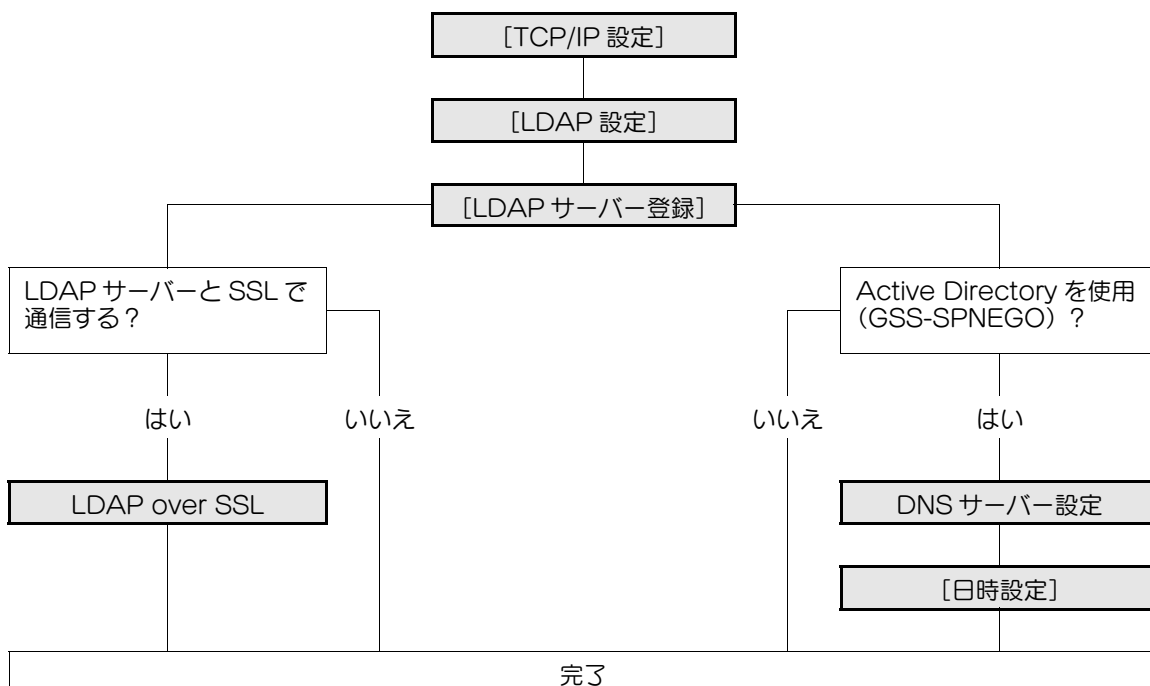 [TCP/IP 設定]
[LDAP 設定]
[LDAP サーバー登録]
LDAP サーバーと SSL で
通信する？
Active Directory を使用
（GSS-SPNEGO）？
はい
いいえ
いいえ
はい
LDAP over SSL
DNS サーバー設定
[日時設定]
完了